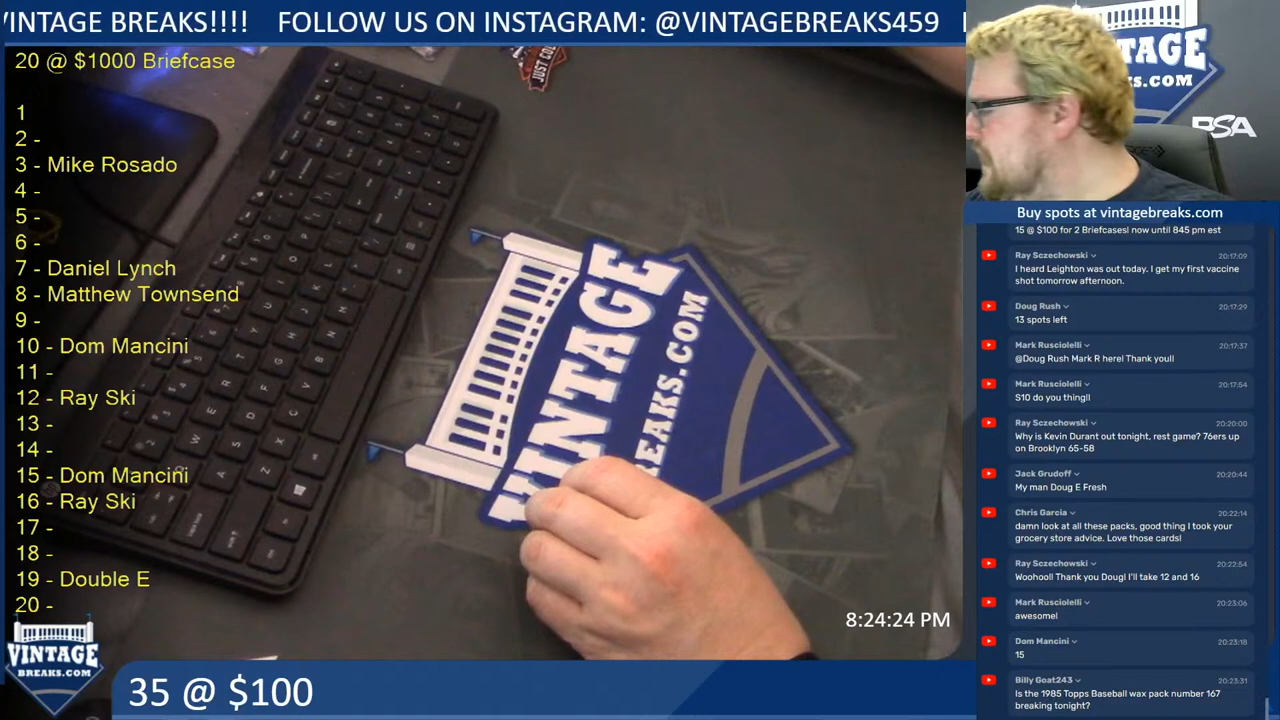 INTAGE BREAKS!!!!    FOLLOW US ON INSTAGRAM: @VINTAGEBREAKS459
20 @ $1000 Briefcase
1
2 -
3 - Mike Rosado
4 -
5 -
6 -
7 - Daniel Lynch
8 - Matthew Townsend
9 -
10 - Dom Mancini
11 -
12 - Ray Ski
13 -
14 -
15 - Dom Mancini
16 - Ray Ski
17 -
18 -
19 - Double E
20 -
JUST COL
VINTAGE
REAKS.COM
8:24:24 PM
VINTAGE
BREAKS.COM
35 @ $100
TAGE
.COM
PSA
Buy spots at vintagebreaks.com
15 @ $100 for 2 Briefcases! now until 845 pm est
Ray Sczechowski 20:17:09
I heard Leighton was out today. I get my first vaccine
shot tomorrow afternoon.
Doug Rush 20:17:29
13 spots left
Mark Rusciolelli 20:17:37
@Doug Rush Mark R here! Thank you!!
Mark Rusciolelli 20:17:54
S10 do you thing!!
Ray Sczechowski 20:20:00
Why is Kevin Durant out tonight, rest game? 76ers up
on Brooklyn 65-58
Jack Grudoff 20:20:44
My man Doug E Fresh
Chris Garcia 20:22:14
damn look at all these packs, good thing I took your
grocery store advice. Love those cards!
Ray Sczechowski 20:22:54
Woohoo!! Thank you Doug! I'll take 12 and 16
Mark Rusciolelli 20:23:06
awesome!
Dom Mancini 20:23:18
15
Billy Goat243 20:23:31
Is the 1985 Topps Baseball wax pack number 167
breaking tonight?